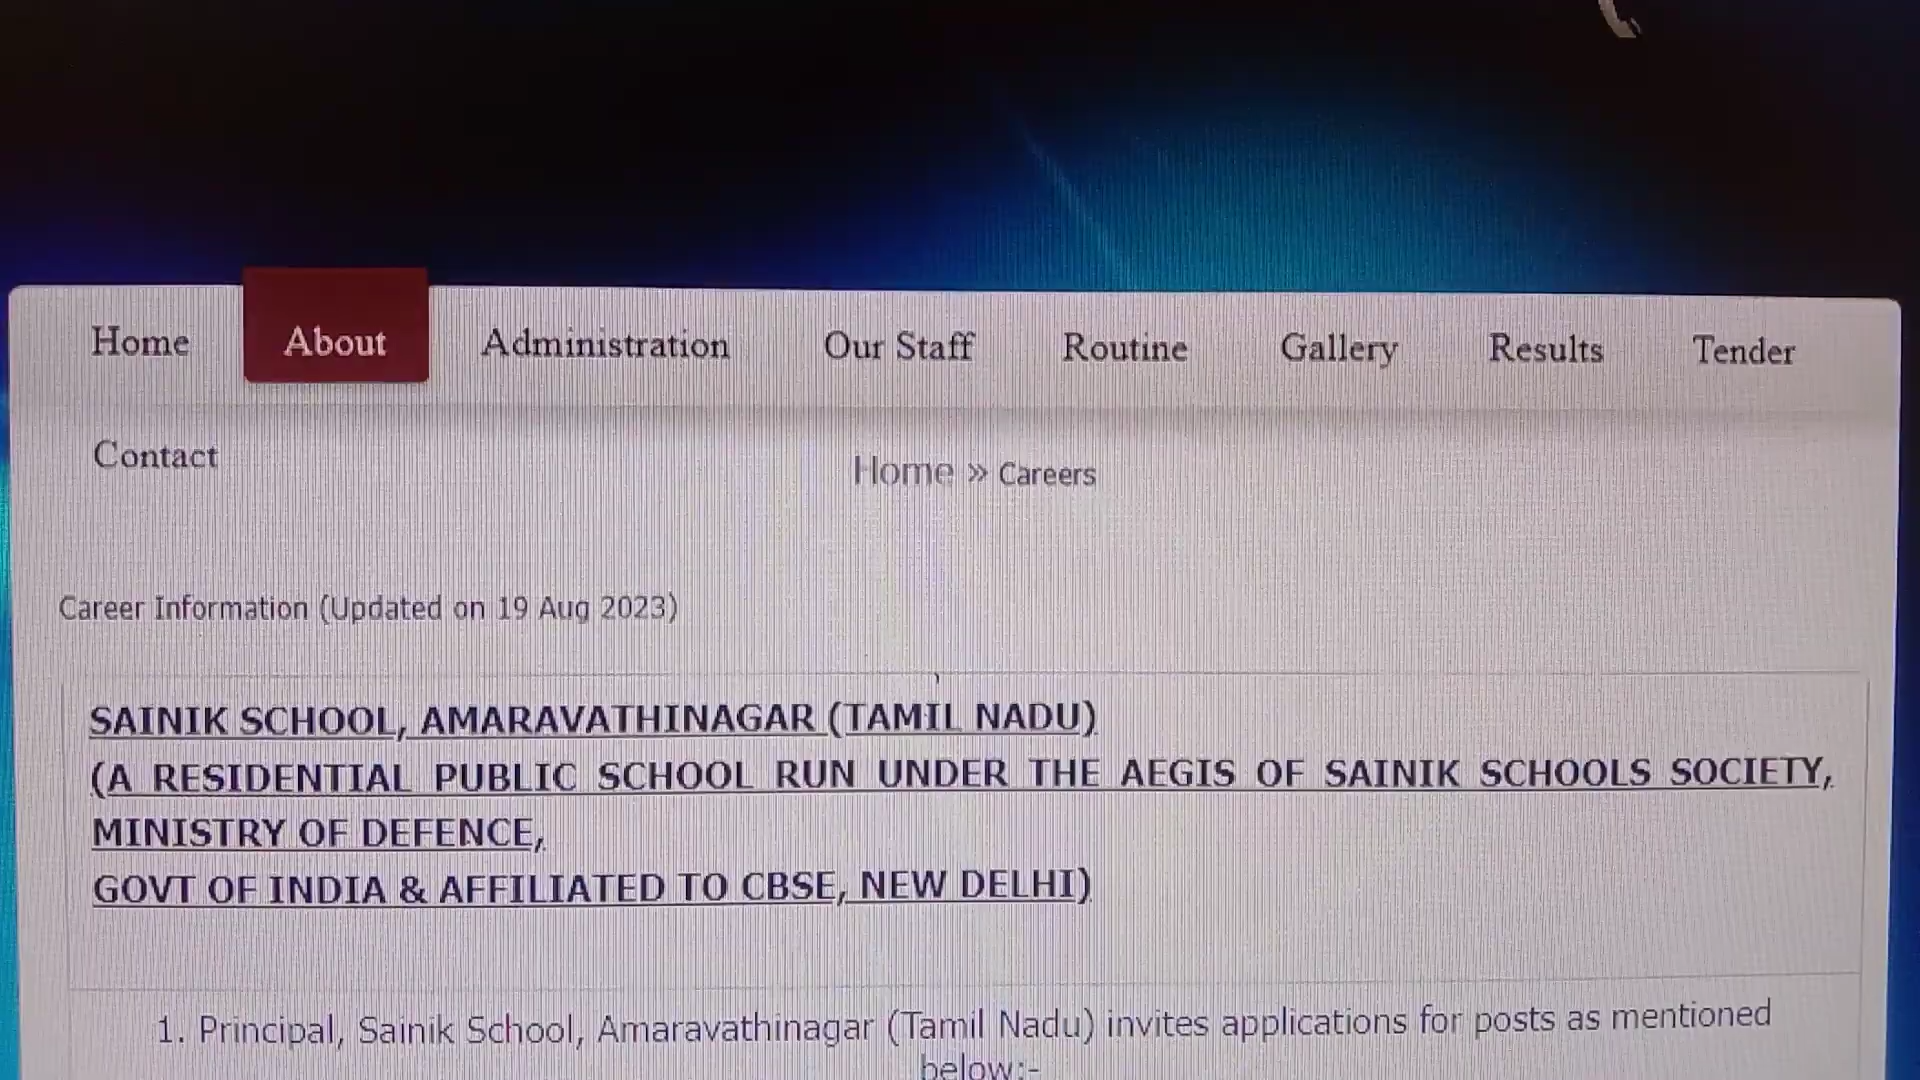 Home About Administration Our Staff Routine Gallery Results Tender
Contact
Home » Careers
Career Information (Updated on 19 Aug 2023)
SAINIK SCHOOL, AMARAVATHINAGAR (TAMIL NADU)
(A RESIDENTIAL PUBLIC SCHOOL RUN UNDER THE AEGIS OF SAINIK SCHOOLS SOCIETY,
MINISTRY OF DEFENCE,
GOVT OF INDIA & AFFILIATED TO CBSE, NEW DELHI)
1. Principal, Sainik School, Amaravathinagar (Tamil Nadu) invites applications for posts as mentioned
below:-